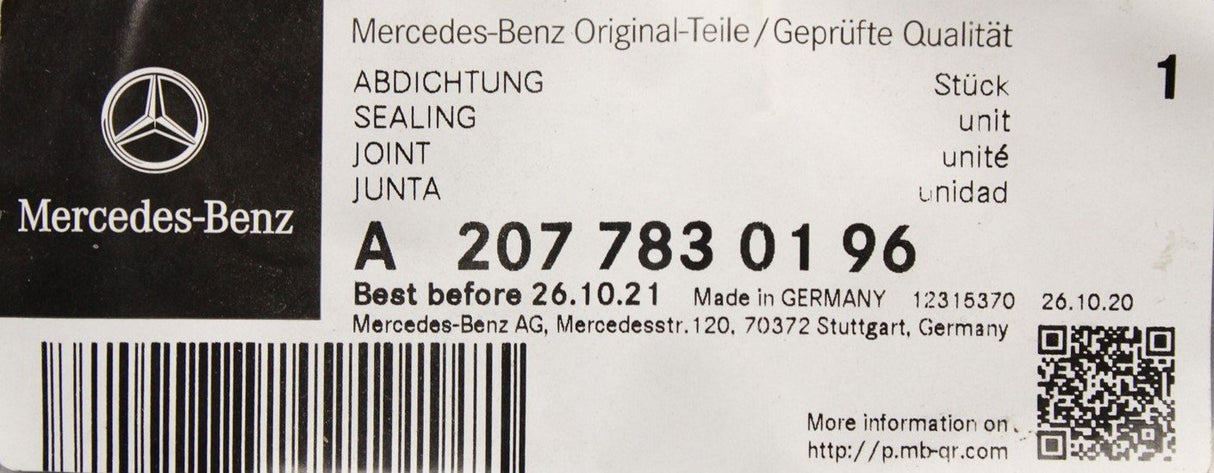 Mercedes-Benz
Mercedes-Benz Original-Teile/Geprüfte Qualität
ABDICHTUNG Stück 1
SEALING unit
JOINT unité
JUNTA unidad
A 207 783 01 96
Best before 26.10.21 Made in GERMANY 12315370 26.10.20
Mercedes-Benz AG, Mercedesstr. 120, 70372 Stuttgart, Germany
More information on
http://p.mb-qr.com